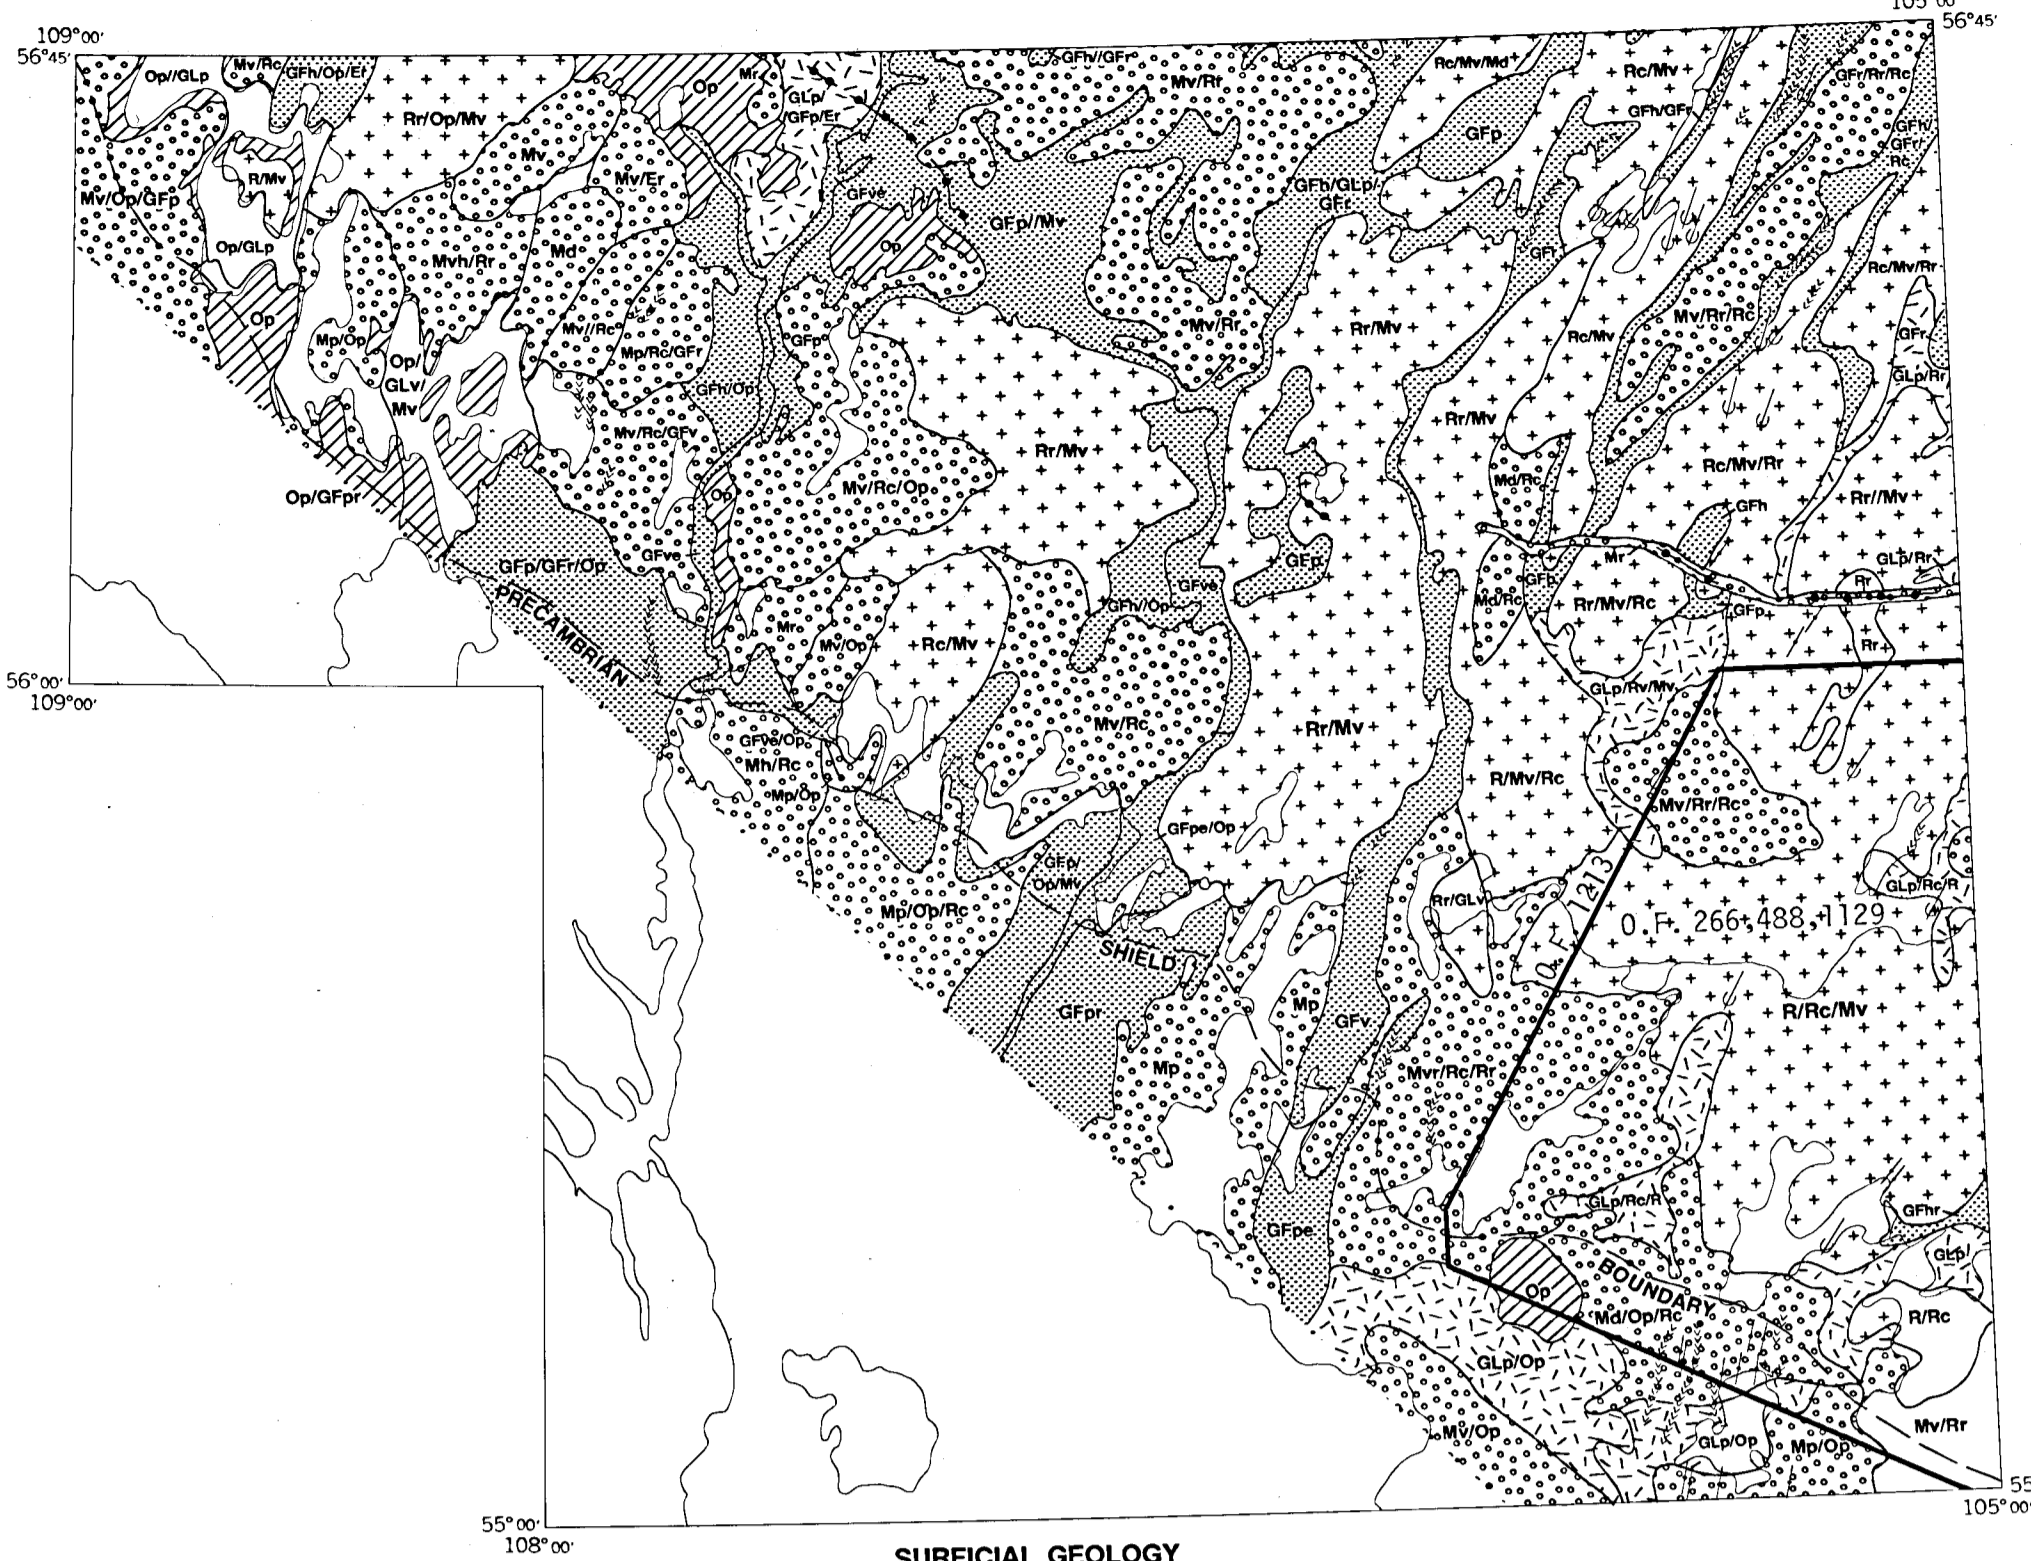 109°00'
105°00'
56°45'
56°45'
Op//GLp
Mv/Rc
GFh/Op/Er
Op
Mr
GLp/
/GFp/Er
GFh//GFr
Mv/Rr
Rc/Mv/Md
Rc/Mv
GFh/GFr
GFp
GFr/Rr/Rc
GFh/
GFr/
Rc
Rr/Op/Mv
Mv
Mv/Er
R/Mv
Mv/Op/GFp
Op/GLp
GFve
GFp//Mv
GFh/GLp/
GFr
GFr
Op
Mvh/Rr
Md
Rc/Mv/Rr
Op
Mp/Op
Op/
GLv/
Mv
Mv//Rc
Mp/Rc/GFr
GFp
Mv/Rr
Rr/Mv
Rc/Mv
Mv/Rr/Rc
GFr
GLp/Rr
GFh/Op
Mv/Rc/GFv
Rr/Mv
Rr/Mv
Rc/Mv/Rr
Op/GFpr
Op
Mv/Rc/Op
Md/Rc
GFh
Rr//Mv
GFve
GFp/GFr/Op
GFp
GFve
Mr
GLp/Rr
Rr
PRECAMBRIAN
GFh//Op
Md/Rc
GFp
Rr/Mv/Rc
GFp
Mr
Mv/Op
Rc/Mv
Rr
56°00'
109°00'
GLp/Rv/Mv
GFve/Op
Mh/Rc
Mp/Op
Mv/Rc
Rr/Mv
R/Mv/Rc
Mv/Rr/Rc
GFpe/Op
GFp/
Op/Mv
Mp/Op/Rc
Rr/GLv
O.F. 1213
O.F. 266,488,1129
GLp/Rc/R
SHIELD
GFpr
Mp
GFv
R/Rc/Mv
Mp
Mvr/Rc/Rr
GLp/Rc/R
GFhr
GFpe
GLp/
BOUNDARY
Op
Md/Op/Rc
R/Rc
GLp/Op
Mv/Op
GLp/Op
Mp/Op
Mv/Rr
55
55°00'
108°00'
105°00'
SURFICIAL GEOLOGY